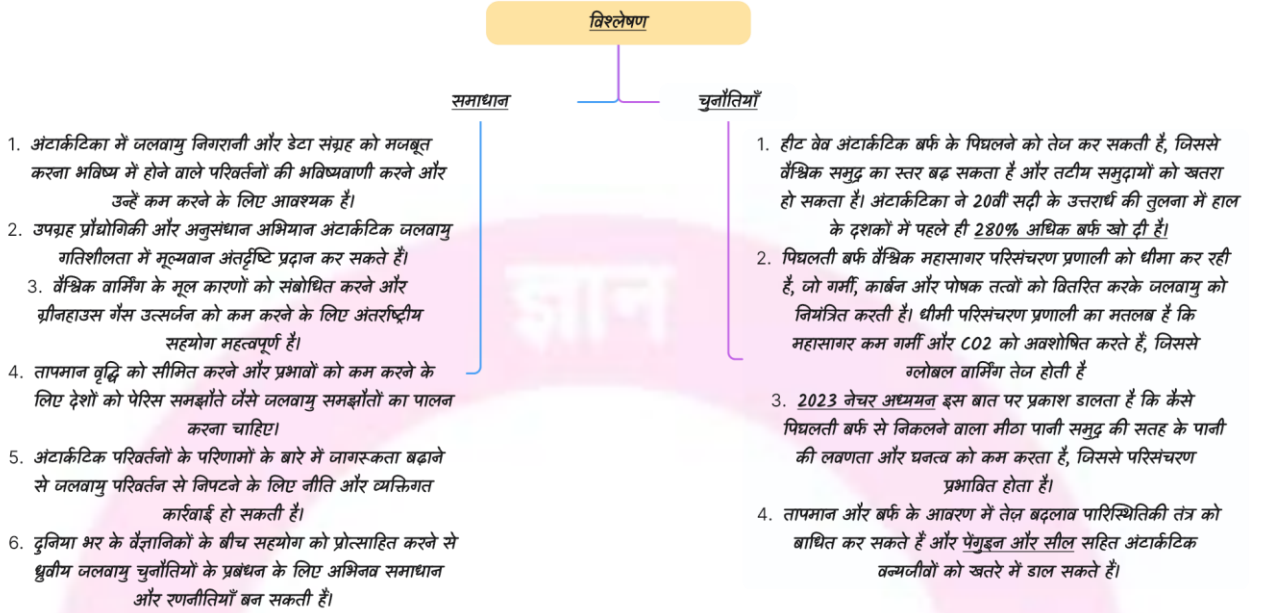 विश्लेषण
समाधान
1. अंटार्कटिका में जलवायु निगरानी और डेटा संग्रह को मजबूत
करना भविष्य में होने वाले परिवर्तनों की भविष्यवाणी करने और
उन्हें कम करने के लिए आवश्यक है।
2. उपग्रह प्रौद्योगिकी और अनुसंधान अभियान अंटार्कटिक जलवायु
गतिशीलता में मूल्यवान अंतर्दृष्टि प्रदान कर सकते हैं।
3. वैश्विक वार्मिंग के मूल कारणों को संबोधित करने और
ग्रीनहाउस गैस उत्सर्जन को कम करने के लिए अंतर्राष्ट्रीय
सहयोग महत्वपूर्ण है।
4. तापमान वृद्धि को सीमित करने और प्रभावों को कम करने के
लिए देशों को पेरिस समझौते जैसे जलवायु समझौतों का पालन
करना चाहिए।
5. अंटार्कटिक परिवर्तनों के परिणामों के बारे में जागरूकता बढ़ाने
से जलवायु परिवर्तन से निपटने के लिए नीति और व्यक्तिगत
कार्रवाई हो सकती है।
6. दुनिया भर के वैज्ञानिकों के बीच सहयोग को प्रोत्साहित करने से
ध्रुवीय जलवायु चुनौतियों के प्रबंधन के लिए अभिनव समाधान
और रणनीतियाँ बन सकती हैं।
चुनौतियाँ
1. हीट वेव अंटार्कटिक बर्फ के पिघलने को तेज कर सकती है, जिससे
वैश्विक समुद्र का स्तर बढ़ सकता है और तटीय समुदायों को खतरा
हो सकता है। अंटार्कटिका ने 20वीं सदी के उत्तरार्ध की तुलना में हाल
के दशकों में पहले ही 280% अधिक बर्फ खो दी है।
2. पिघलती बर्फ वैश्विक महासागर परिसंचरण प्रणाली को धीमा कर रही
है, जो गर्मी, कार्बन और पोषक तत्वों को वितरित करके जलवायु को
नियंत्रित करती है। धीमी परिसंचरण प्रणाली का मतलब है कि
महासागर कम गर्मी और CO2 को अवशोषित करते हैं, जिससे
ग्लोबल वार्मिंग तेज होती है
3. 2023 नेचर अध्ययन इस बात पर प्रकाश डालता है कि कैसे
पिघलती बर्फ से निकलने वाला मीठा पानी समुद्र की सतह के पानी
की लवणता और घनत्व को कम करता है, जिससे परिसंचरण
प्रभावित होता है।
4. तापमान और बर्फ के आवरण में तेज़ बदलाव पारिस्थितिकी तंत्र को
बाधित कर सकते हैं और पेंगुइन और सील सहित अंटार्कटिक
वन्यजीवों को खतरे में डाल सकते हैं।
ज्ञान